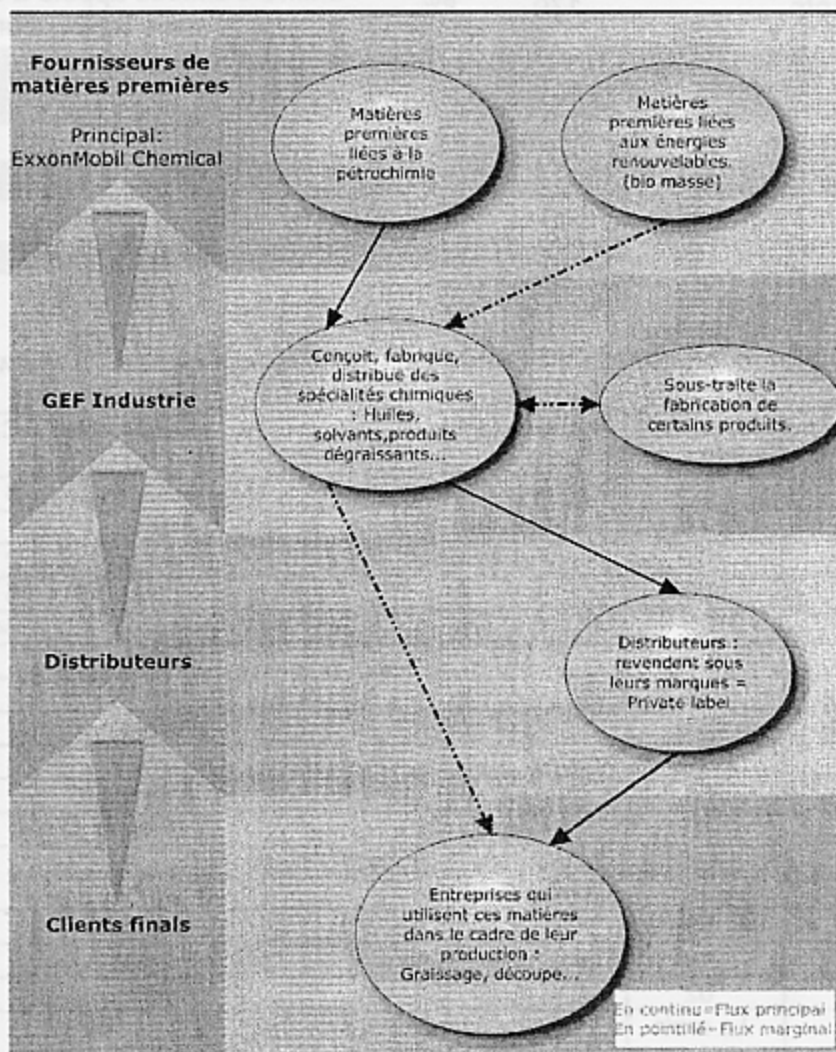 Fournisseurs de
matières premières
Principal:
ExxonMobil Chemical
Matières
premières
liées à la
pétrochimie
Matières
premières liées
aux énergies
renouvelables.
(bio masse)
GEF Industrie
Conçoit, fabrique,
distribue des
spécialités chimiques
: Huiles,
solvants,produits
dégraissants...
Sous-traite la
fabrication de
certains produits.
Distributeurs
Distributeurs :
revendent sous
leurs marques =
Private label
Clients finals
Entreprises qui
utilisent ces matières
dans le cadre de leur
production :
Graissage, découpe...
En continu=Flux principal
En pointillé=Flux marginal